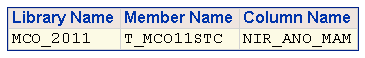 Library Name Member Name Column Name
MCO_2011 T_MCO11STC NIR_ANO_MAM